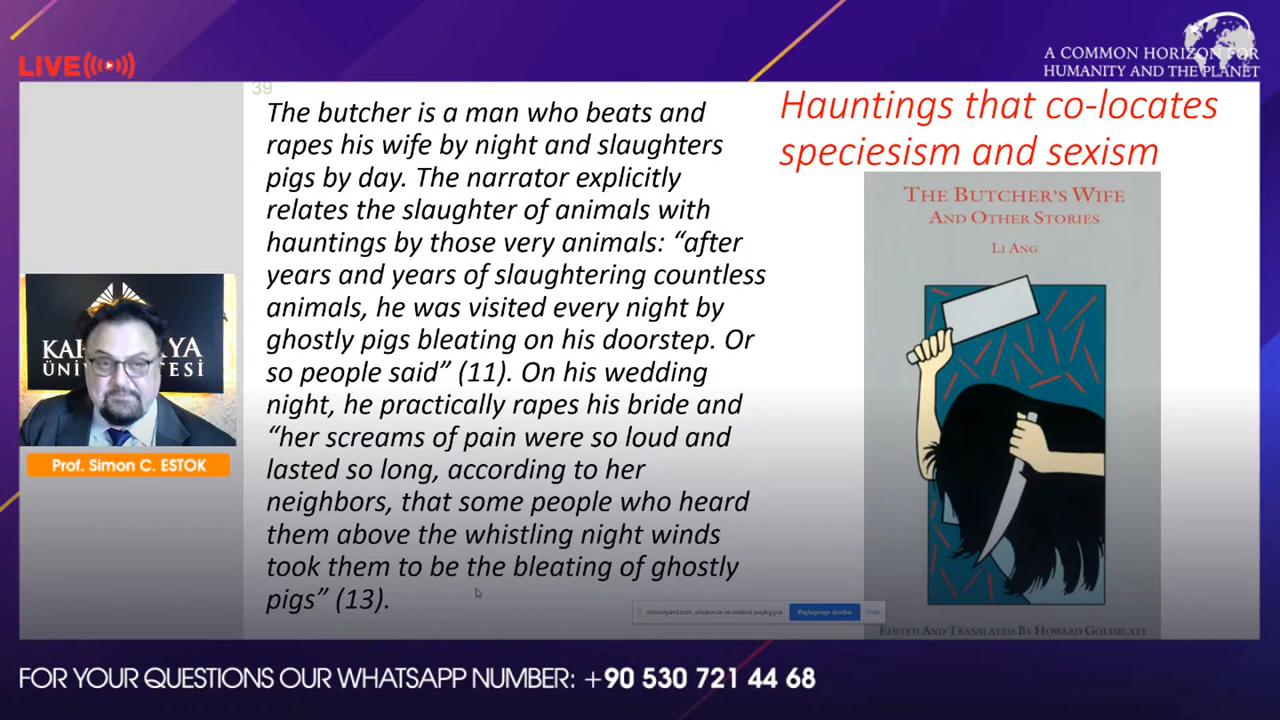 LIVE
A COMMON HORIZON FOR
HUMANITY AND THE PLANET
39
The butcher is a man who beats and
rapes his wife by night and slaughters
pigs by day. The narrator explicitly
relates the slaughter of animals with
hauntings by those very animals: “after
years and years of slaughtering countless
animals, he was visited every night by
ghostly pigs bleating on his doorstep. Or
so people said” (11). On his wedding
night, he practically rapes his bride and
“her screams of pain were so loud and
lasted so long, according to her
neighbors, that some people who heard
them above the whistling night winds
took them to be the bleating of ghostly
pigs” (13).
Hauntings that co-locates
speciesism and sexism
THE BUTCHER'S WIFE
AND OTHER STORIES
LI ANG
EDITED AND TRANSLATED BY HOWARD GOLDBLATT
Paylaşmayı durdur
Gizle
Prof. Simon C. ESTOK
FOR YOUR QUESTIONS OUR WHATSAPP NUMBER: +90 530 721 44 68